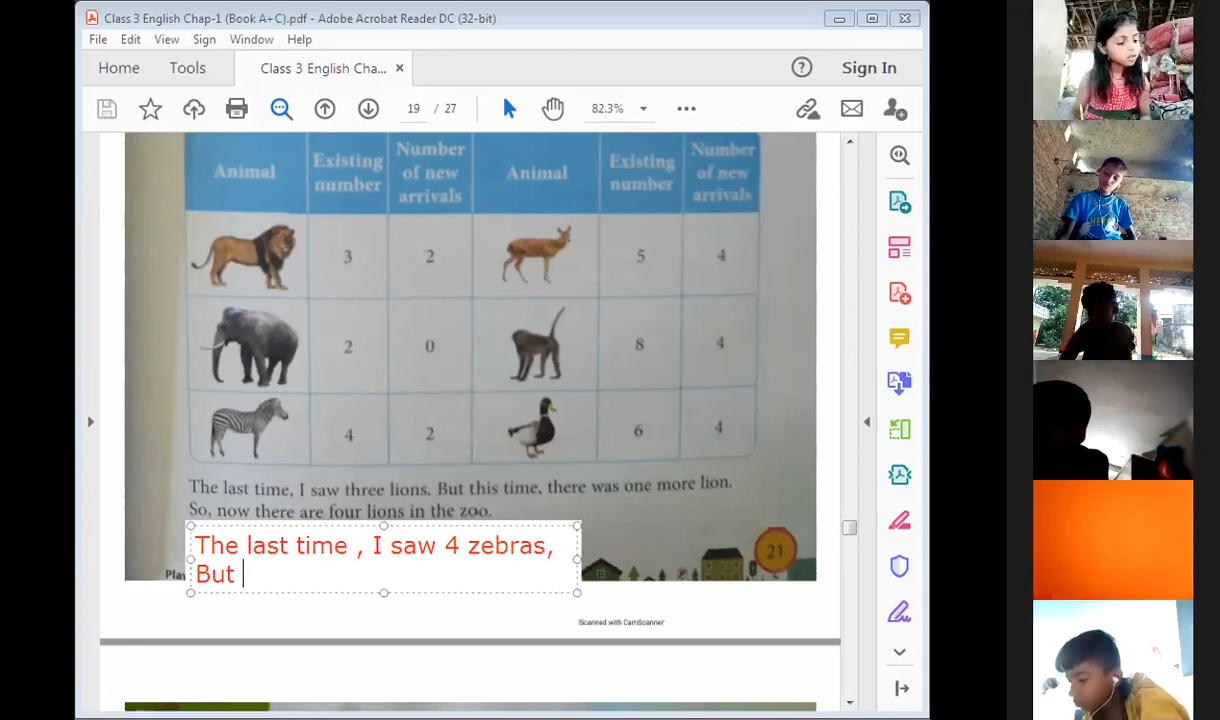 Class 3 English Chap-1 (Book A+C).pdf - Adobe Acrobat Reader DC (32-bit)
File Edit View Sign Window Help
Home Tools Class 3 English Cha... × Sign In
19 / 27 82.3%
Animal Existing number Number of new arrivals Animal Existing number Number of new arrivals
3 2 5 4
2 0 8 4
4 2 6 4
The last time, I saw three lions. But this time, there was one more lion.
So, now there are four lions in the zoo.
The last time , I saw 4 zebras,
But
21
Scanned with CamScanner